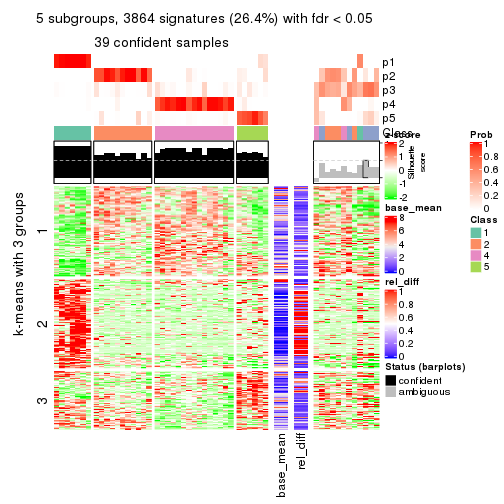 5 subgroups, 3864 signatures (26.4%) with fdr < 0.05
39 confident samples
p1
p2
p3
p4
p5
Class
k-means with 3 groups
1
2
3
base_mean
rel_diff
z-score
2
1
0
-1
-2
Silhouette
score
base_mean
8
6
4
2
0
rel_diff
1
0.8
0.6
0.4
0.2
0
Status (barplots)
confident
ambiguous
Prob
1
0.8
0.6
0.4
0.2
0
Class
1
2
4
5